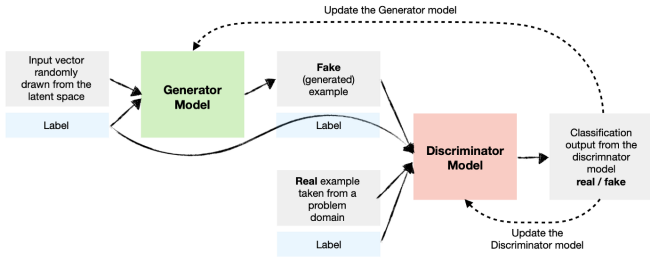 Update the Generator model
Input vector
randomly
drawn from the
latent space
Label
Generator
Model
Fake
(generated)
example
Label
Real example
taken from a
problem
domain
Label
Discriminator
Model
Classification
output from the
discrimnator
model
real / fake
Update the
Discriminator model